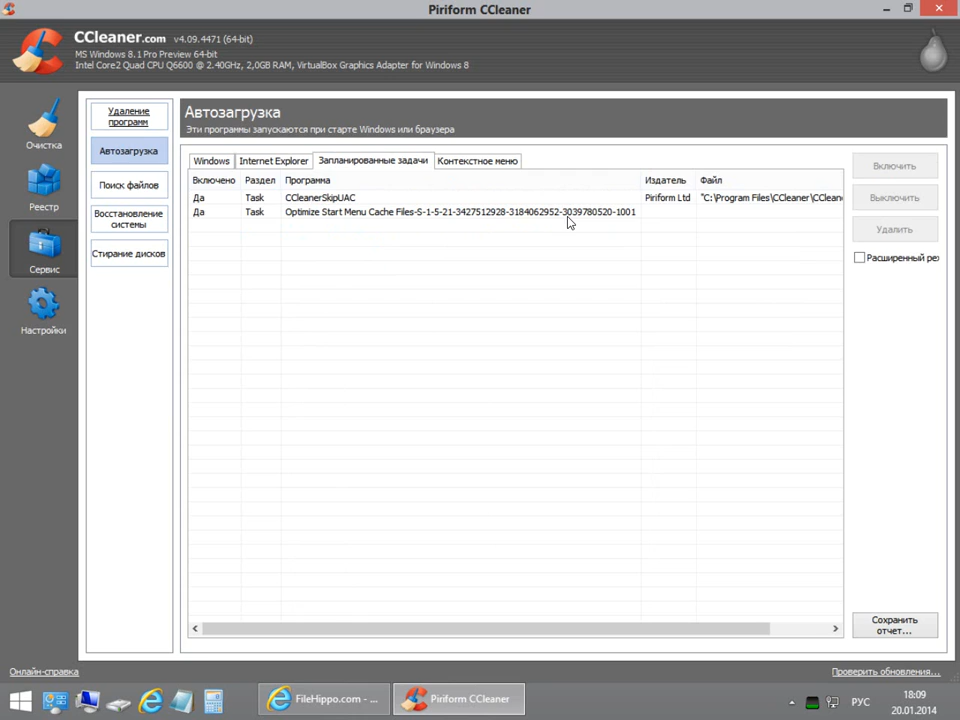 Piriform CCleaner
CCleaner.com v4.09.4471 (64-bit)
MS Windows 8.1 Pro Preview 64-bit
Intel Core2 Quad CPU Q6600 @ 2.40GHz, 2,0GB RAM, VirtualBox Graphics Adapter for Windows 8
Очистка
Реестр
Сервис
Настройки
Удаление
программ
Автозагрузка
Поиск файлов
Восстановление
системы
Стирание дисков
Автозагрузка
Эти программы запускаются при старте Windows или браузера
Windows Internet Explorer Запланированные задачи Контекстное меню
Включено Раздел Программа Издатель Файл
Да Task CCleanerSkipUAC Piriform Ltd "C:\Program Files\CCleaner\CClean
Да Task Optimize Start Menu Cache Files-S-1-5-21-3427512928-3184062952-3039780520-1001
Включить
Выключить
Удалить
Расширенный ре
Сохранить
отчет...
Онлайн-справка
Проверить обновления...
FileHippo.com - ...
Piriform CCleaner
РУС
18:09
20.01.2014